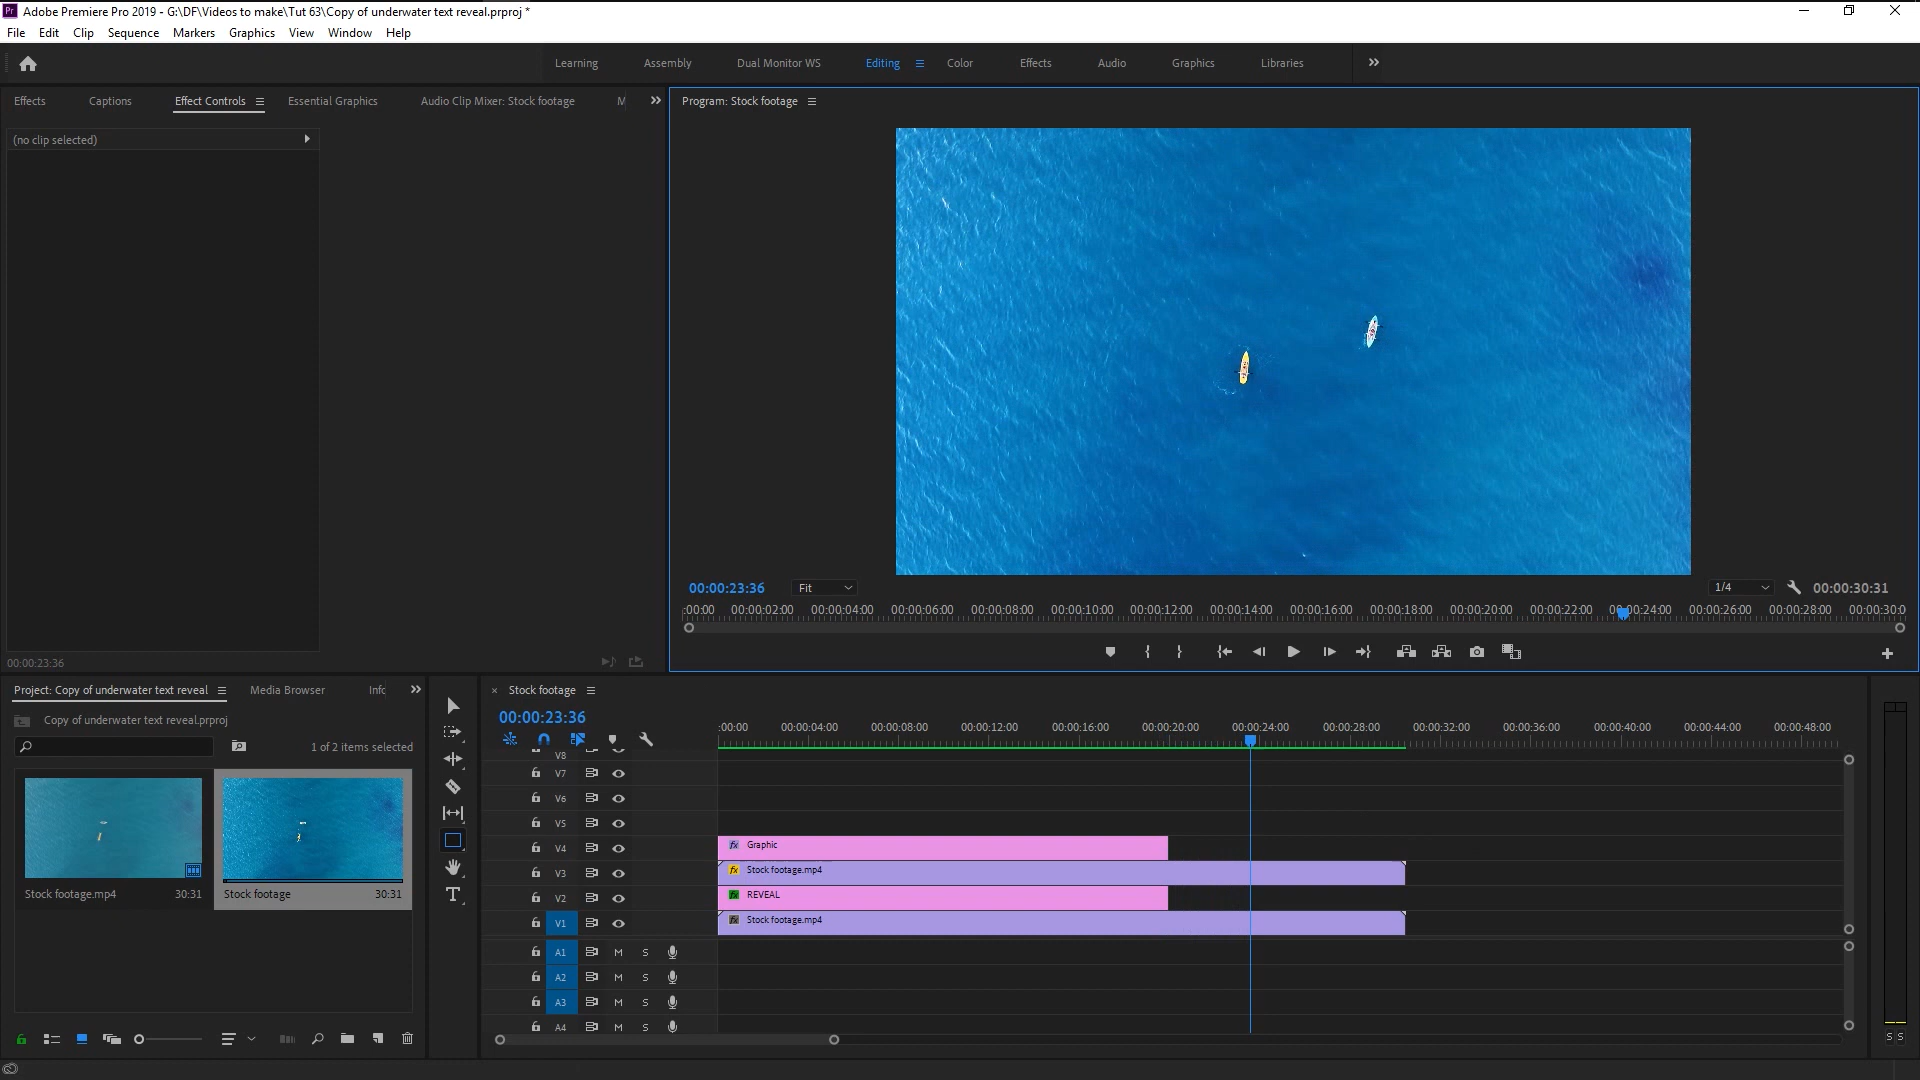 Pr Adobe Premiere Pro 2019 - G:\DF\Videos to make\Tut 63\Copy of underwater text reveal.prproj *
File Edit Clip Sequence Markers Graphics View Window Help
Learning Assembly Dual Monitor WS Editing Color Effects Audio Graphics Libraries
Effects Captions Effect Controls Essential Graphics Audio Clip Mixer: Stock footage
Program: Stock footage
(no clip selected)
00:00:23:36 Fit 1/4 00:00:30:31
:00:00 00:00:02:00 00:00:04:00 00:00:06:00 00:00:08:00 00:00:10:00 00:00:12:00 00:00:14:00 00:00:16:00 00:00:18:00 00:00:20:00 00:00:22:00 00:00:24:00 00:00:26:00 00:00:28:00 00:00:30:0
00:00:23:36
Project: Copy of underwater text reveal Media Browser Info
Copy of underwater text reveal.prproj
1 of 2 items selected
Stock footage.mp4 30:31
Stock footage 30:31
Stock footage
00:00:23:36
:00:00 00:00:04:00 00:00:08:00 00:00:12:00 00:00:16:00 00:00:20:00 00:00:24:00 00:00:28:00 00:00:32:00 00:00:36:00 00:00:40:00 00:00:44:00 00:00:48:00
V8
V7
V6
V5
V4 fx Graphic
V3 fx Stock footage.mp4
V2 fx REVEAL
V1 fx Stock footage.mp4
A1 M S
A2 M S
A3 M S
A4 M S
S S